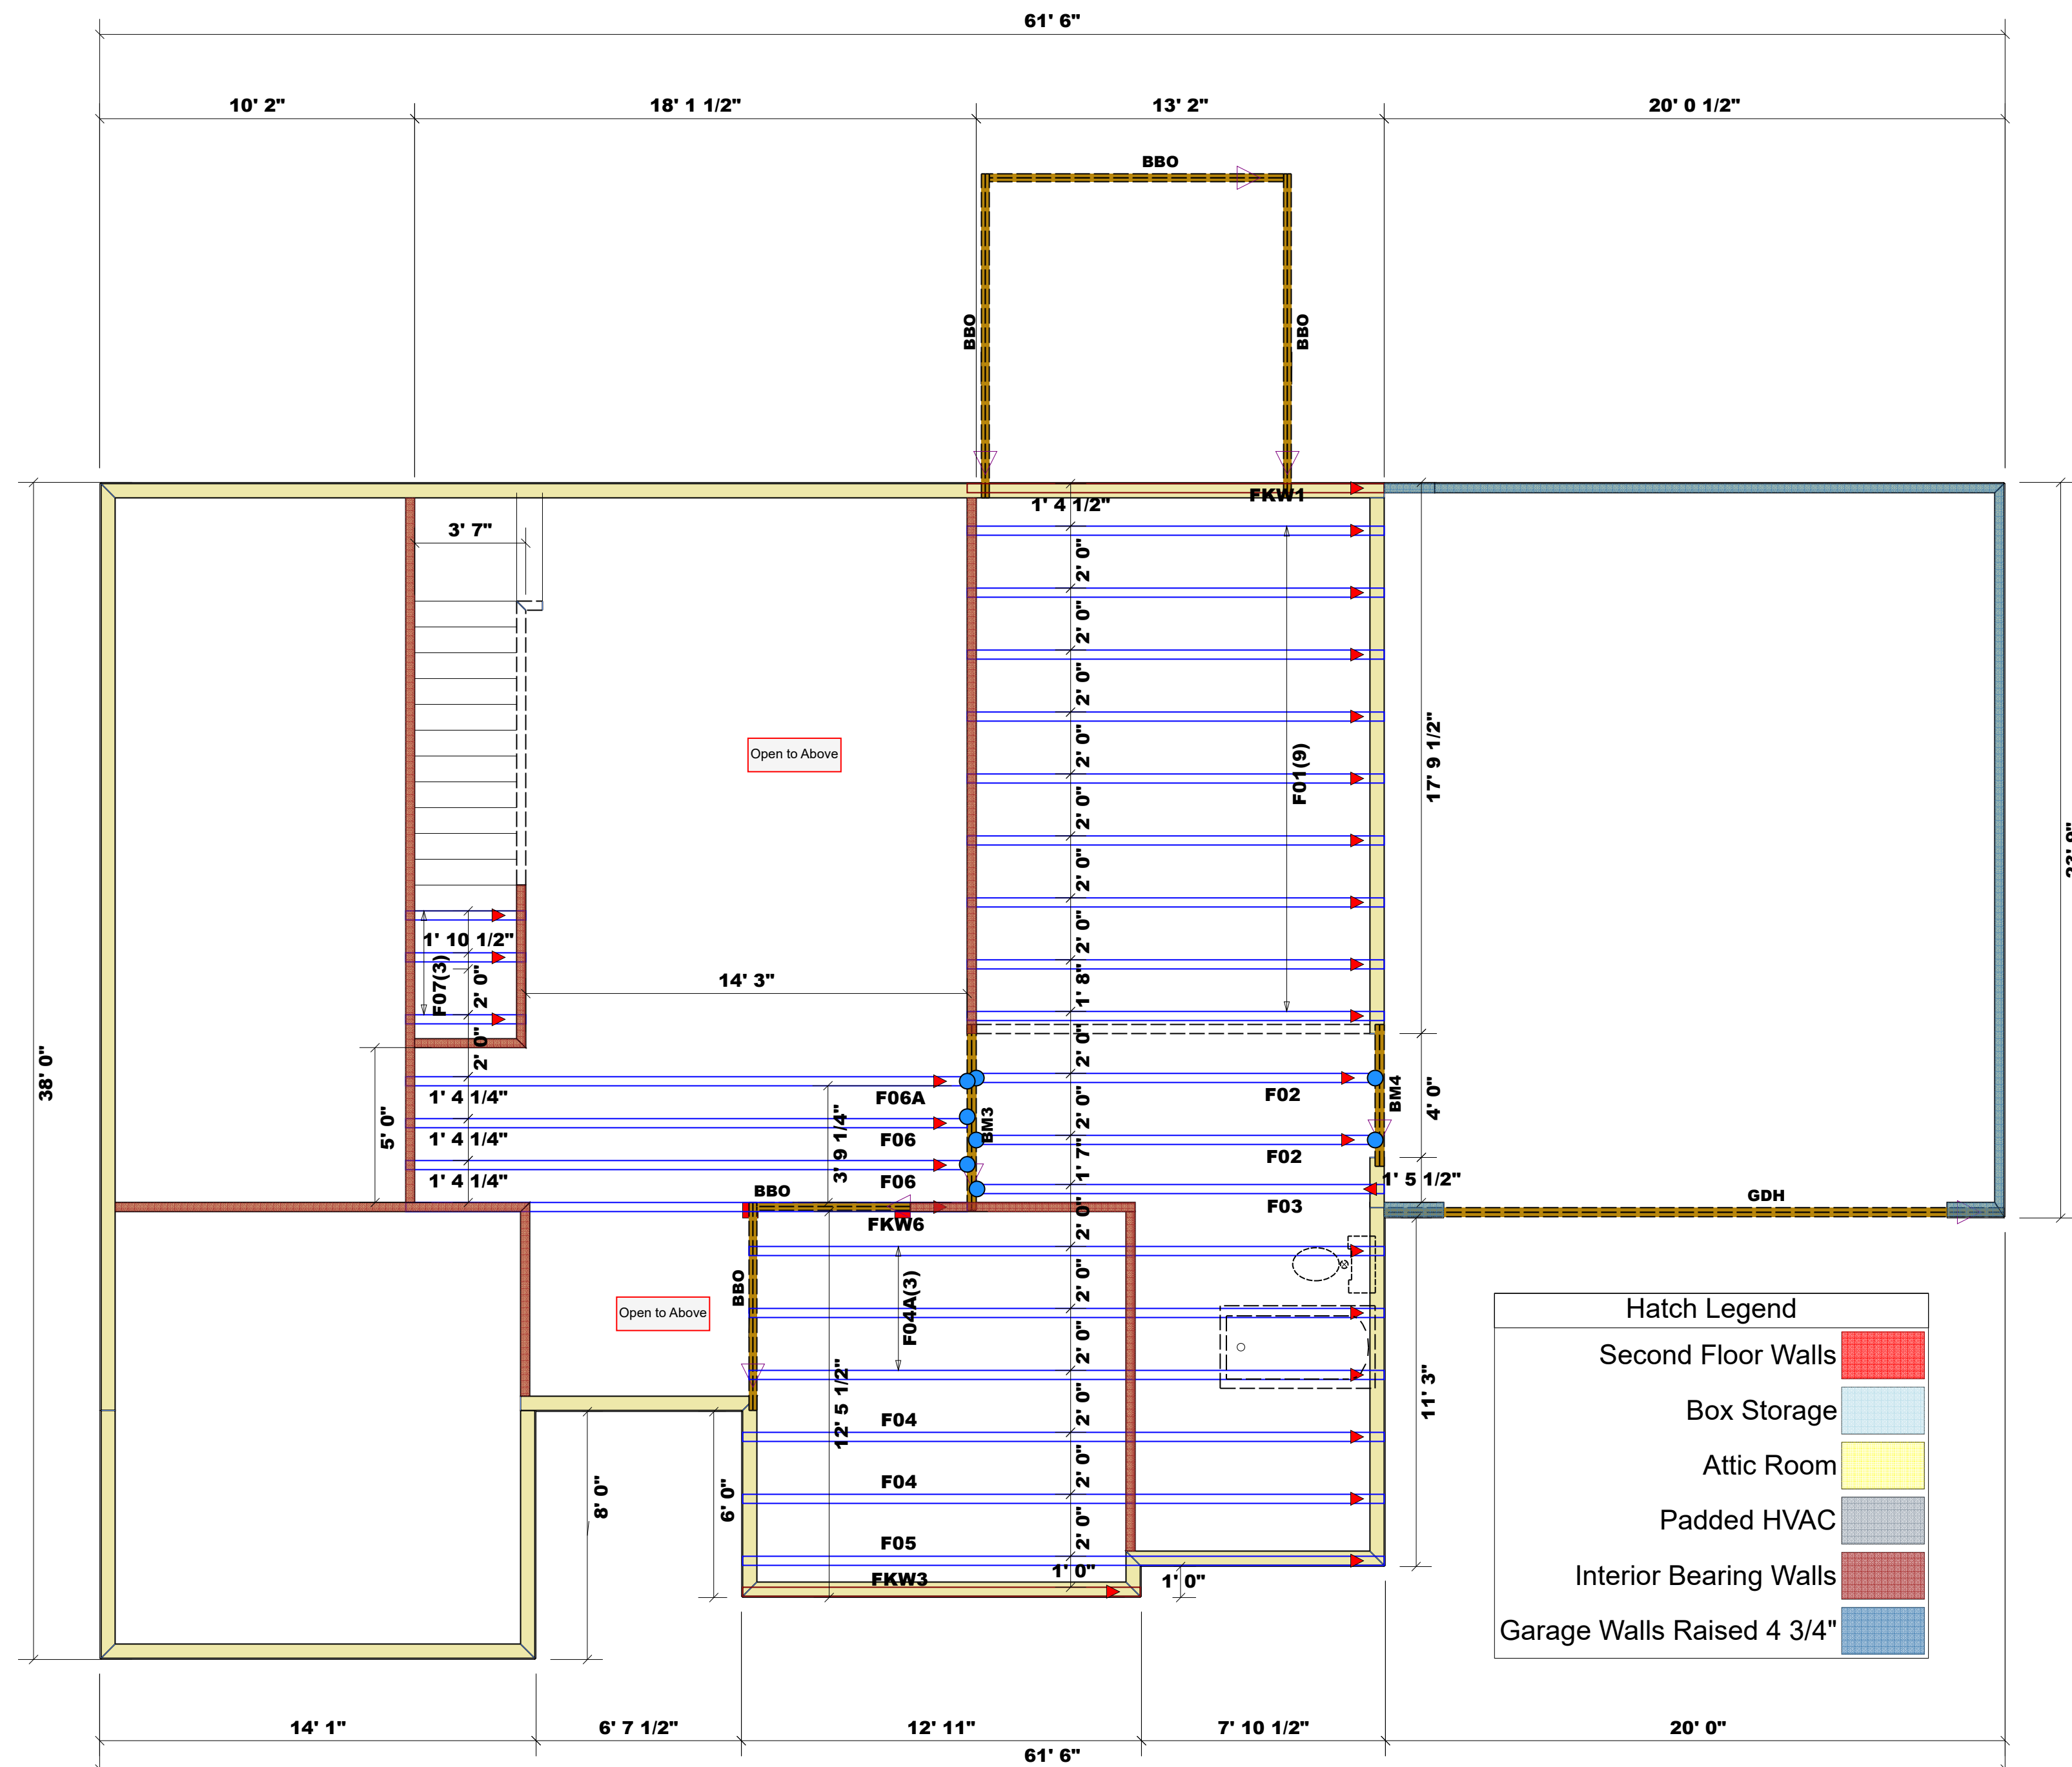 61' 6"
10' 2"
18' 1 1/2"
13' 2"
20' 0 1/2"
BBO
BBO
BBO
FKW1
1' 4 1/2"
3' 7"
2' 0"
2' 0"
2' 0"
2' 0"
2' 0"
2' 0"
2' 0"
1' 8"
Open to Above
F01(9)
17' 9 1/2"
1' 10 1/2"
F07(3)
2' 0"
2' 0"
14' 3"
38' 0"
5' 0"
1' 4 1/4"
1' 4 1/4"
1' 4 1/4"
F06A
F06
F06
3' 9 1/4"
BM3
2' 0"
2' 0"
1' 7"
2' 0"
F02
F02
F03
BM4
4' 0"
1' 5 1/2"
GDH
BBO
FKW6
BBO
F04A(3)
Open to Above
12' 5 1/2"
2' 0"
2' 0"
2' 0"
2' 0"
2' 0"
F04
F04
F05
FKW3
1' 0"
1' 0"
11' 3"
8' 0"
6' 0"
Hatch Legend
Second Floor Walls
Box Storage
Attic Room
Padded HVAC
Interior Bearing Walls
Garage Walls Raised 4 3/4"
14' 1"
6' 7 1/2"
12' 11"
7' 10 1/2"
20' 0"
61' 6"